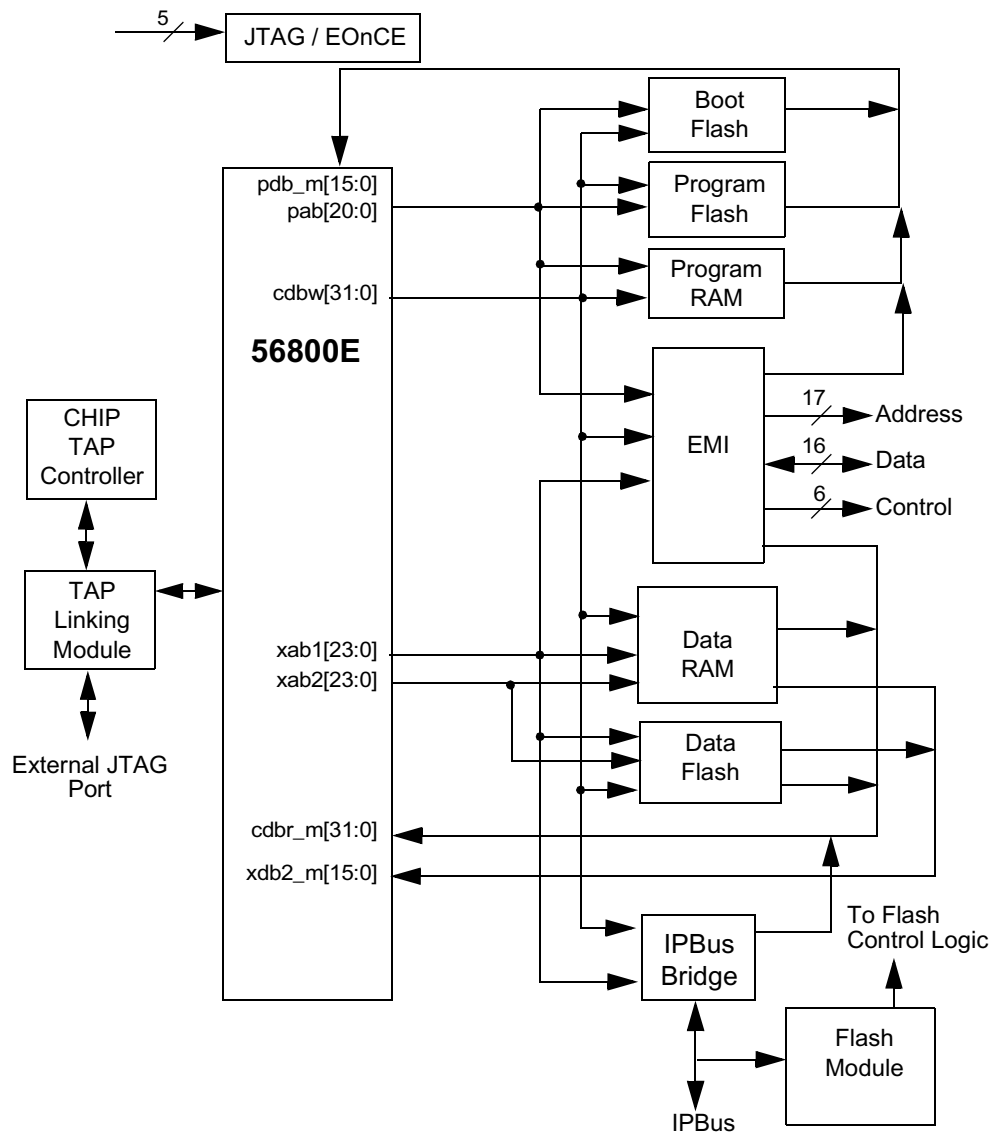 5
JTAG / EOnCE
Boot
Flash
pdb_m[15:0]
pab[20:0]
Program
Flash
cdbw[31:0]
Program
RAM
56800E
CHIP
TAP
Controller
EMI
17
Address
16
Data
6
Control
TAP
Linking
Module
External JTAG
Port
xab1[23:0]
xab2[23:0]
Data
RAM
Data
Flash
cdbr_m[31:0]
xdb2_m[15:0]
IPBus
Bridge
To Flash
Control Logic
Flash
Module
IPBus